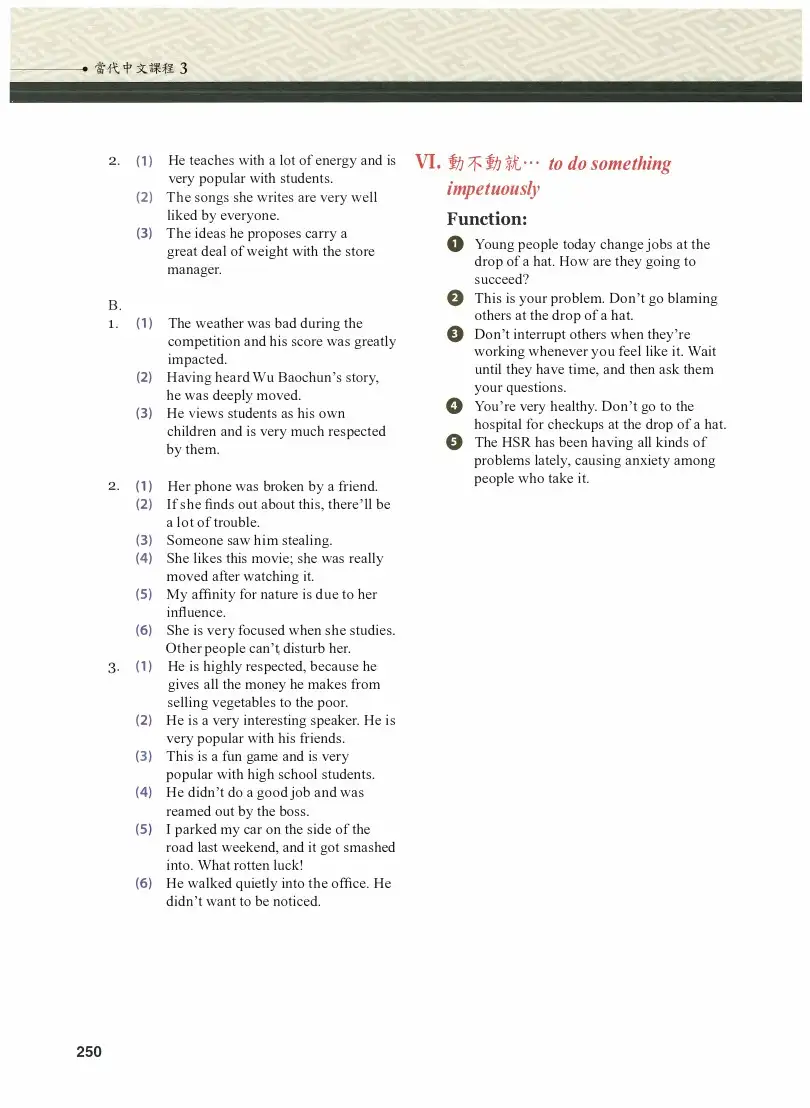 當代中文課程 3
2. (1) He teaches with a lot of energy and is
very popular with students.
(2) The songs she writes are very well
liked by everyone.
(3) The ideas he proposes carry a
great deal of weight with the store
manager.
B.
1. (1) The weather was bad during the
competition and his score was greatly
impacted.
(2) Having heard Wu Baochun's story,
he was deeply moved.
(3) He views students as his own
children and is very much respected
by them.
2. (1) Her phone was broken by a friend.
(2) If she finds out about this, there'll be
a lot of trouble.
(3) Someone saw him stealing.
(4) She likes this movie; she was really
moved after watching it.
(5) My affinity for nature is due to her
influence.
(6) She is very focused when she studies.
Other people can't disturb her.
3. (1) He is highly respected, because he
gives all the money he makes from
selling vegetables to the poor.
(2) He is a very interesting speaker. He is
very popular with his friends.
(3) This is a fun game and is very
popular with high school students.
(4) He didn't do a good job and was
reamed out by the boss.
(5) I parked my car on the side of the
road last weekend, and it got smashed
into. What rotten luck!
(6) He walked quietly into the office. He
didn't want to be noticed.
VI. 動不動就… to do something
impetuously
Function:
1 Young people today change jobs at the
drop of a hat. How are they going to
succeed?
2 This is your problem. Don't go blaming
others at the drop of a hat.
3 Don't interrupt others when they're
working whenever you feel like it. Wait
until they have time, and then ask them
your questions.
4 You're very healthy. Don't go to the
hospital for checkups at the drop of a hat.
5 The HSR has been having all kinds of
problems lately, causing anxiety among
people who take it.
250